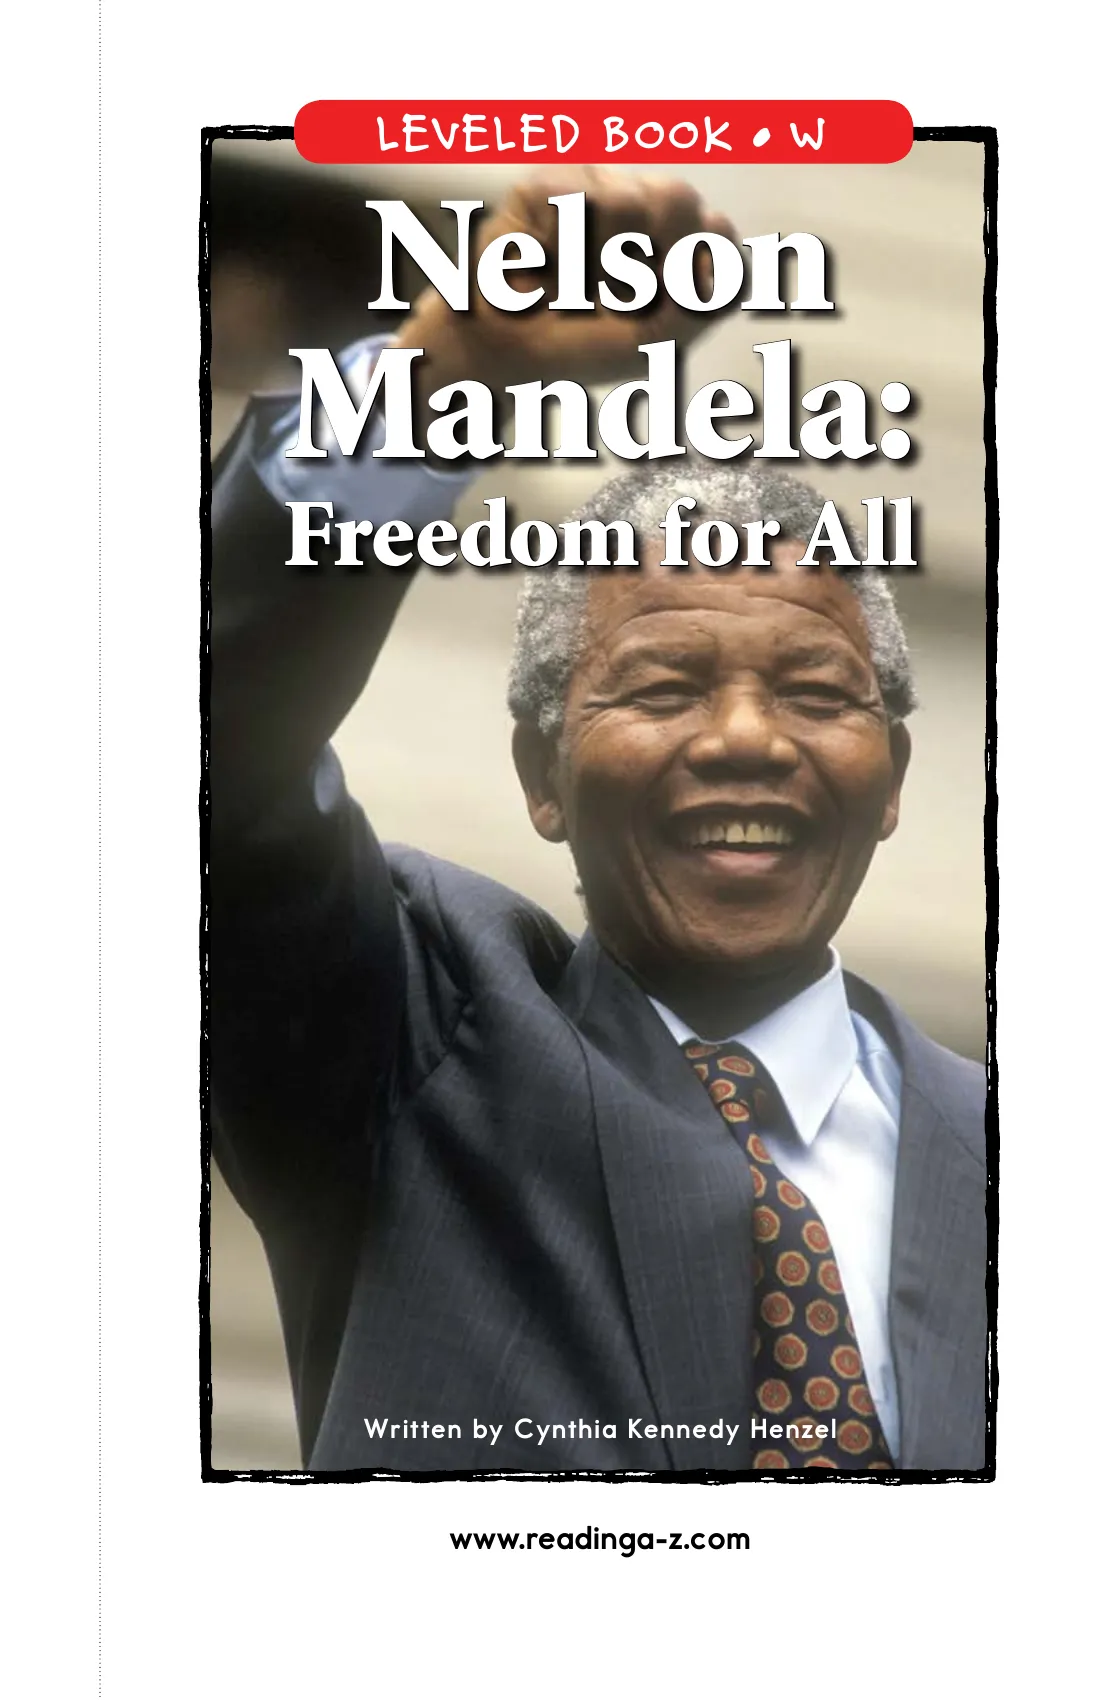 LEVELED BOOK • W
Nelson
Mandela:
Freedom for All
Written by Cynthia Kennedy Henzel
www.readinga-z.com